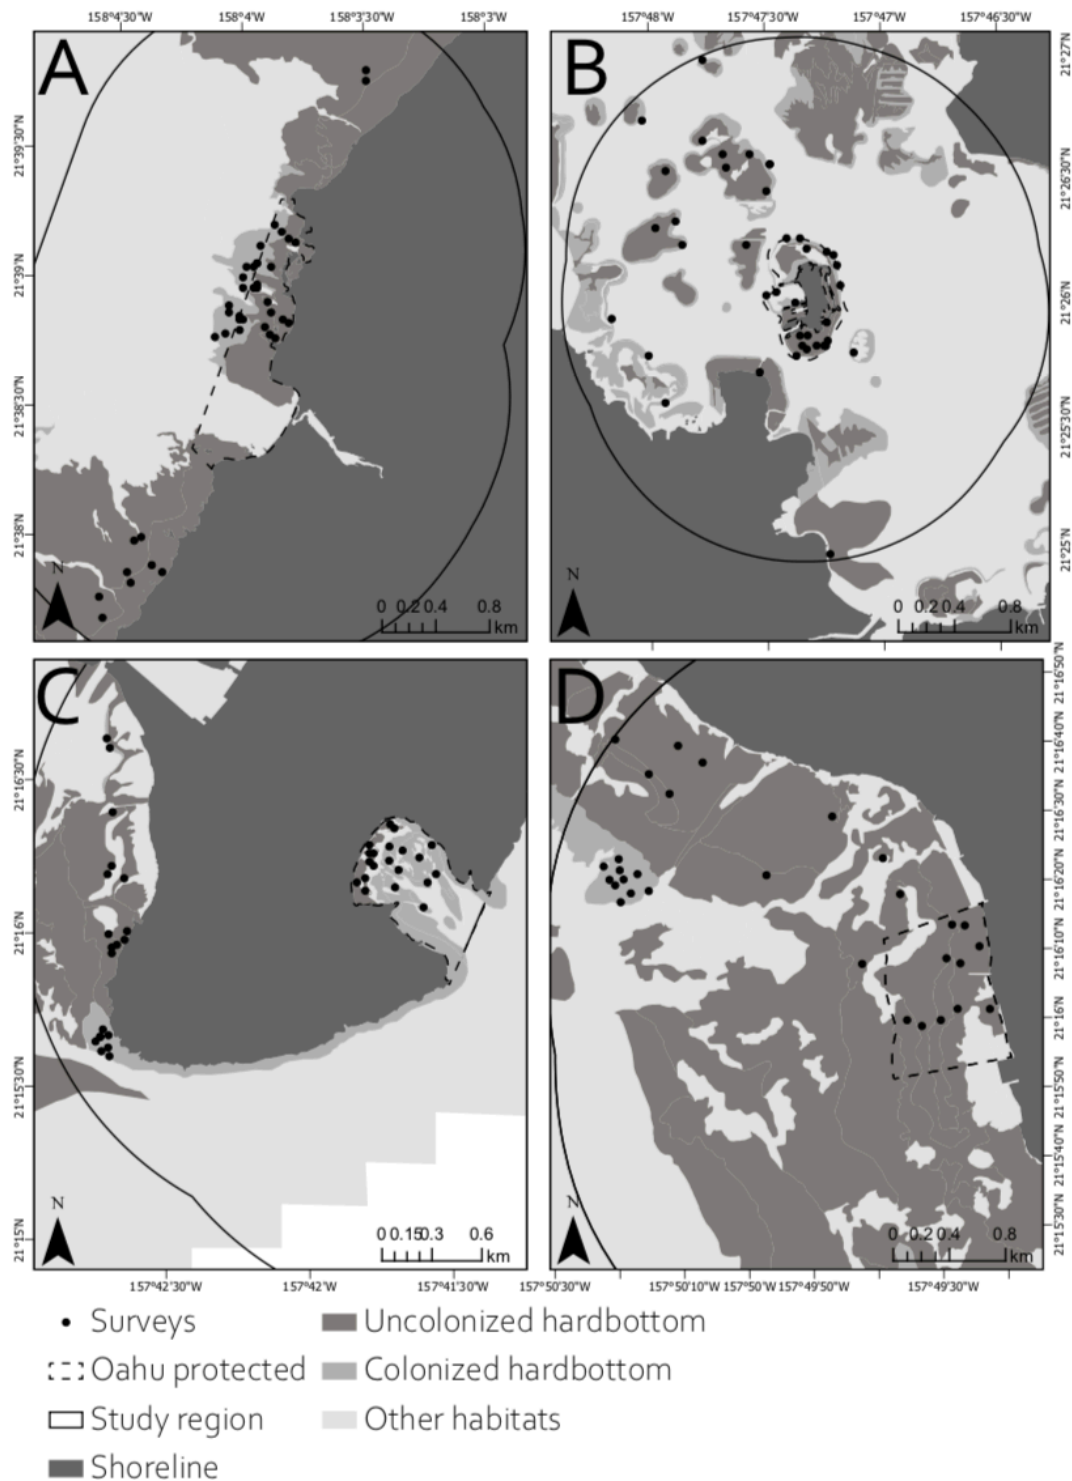 158°4'30"W 158°4'W 158°3'30"W 158°3'W
157°48'W 157°47'30"W 157°47'W 157°46'30"W
A
B
21°39'30"N
21°39'N
21°38'30"N
21°38'N
21°27'N
21°26'30"N
21°26'N
21°25'30"N
21°25'N
N
0 0.2 0.4 0.8
km
N
0 0.2 0.4 0.8
km
C
D
21°16'30"N
21°16'N
21°15'30"N
21°15'N
21°16'50"N
21°16'40"N
21°16'30"N
21°16'20"N
21°16'10"N
21°16'N
21°15'50"N
21°15'40"N
21°15'30"N
N
0 0.15 0.3 0.6
km
N
0 0.2 0.4 0.8
km
157°42'30"W 157°42'W 157°41'30"W
157°50'30"W 157°50'10"W 157°50'W 157°49'50"W 157°49'30"W
Surveys
Uncolonized hardbottom
Oahu protected
Colonized hardbottom
Study region
Other habitats
Shoreline